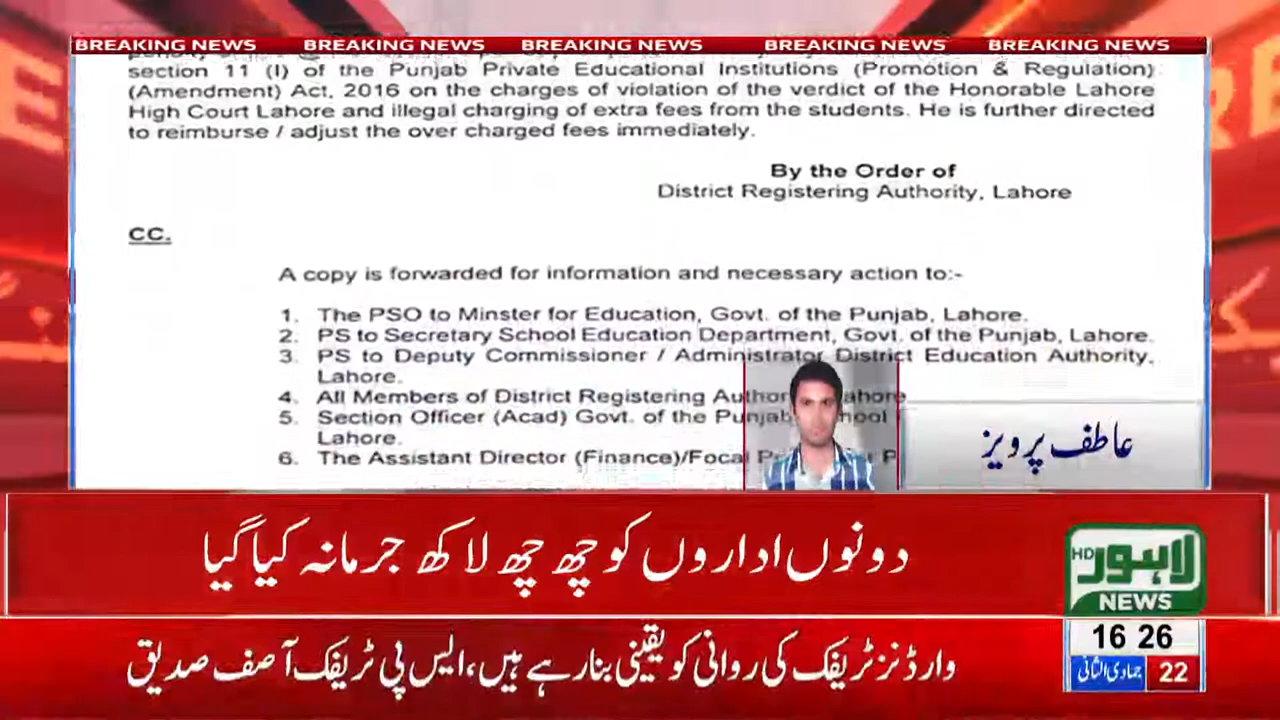 BREAKING NEWS BREAKING NEWS BREAKING NEWS BREAKING NEWS BREAKING NEWS
section 11 (I) of the Punjab Private Educational Institutions (Promotion & Regulation)
(Amendment) Act, 2016 on the charges of violation of the verdict of the Honorable Lahore
High Court Lahore and illegal charging of extra fees from the students. He is further directed
to reimburse / adjust the over charged fees immediately.
By the Order of
District Registering Authority, Lahore
CC.
A copy is forwarded for information and necessary action to:-
1. The PSO to Minster for Education, Govt. of the Punjab, Lahore.
2. PS to Secretary School Education Department, Govt. of the Punjab, Lahore.
3. PS to Deputy Commissioner / Administrator District Education Authority,
Lahore.
4. All Members of District Registering Author Lahore
5. Section Officer (Acad) Govt. of the Punjab
Lahore.
6. The Assistant Director (Finance)/Focal
عاطف پرویز
دونوں اداروں کو چھ چھ لاکھ جرمانہ کیا گیا
HD لاہور
NEWS
16 26
وارڈنز ٹریفک کی روانی کو یقینی بنا رہے ہیں، ایس پی ٹریفک آصف صدیق
جمادی الثانی 22